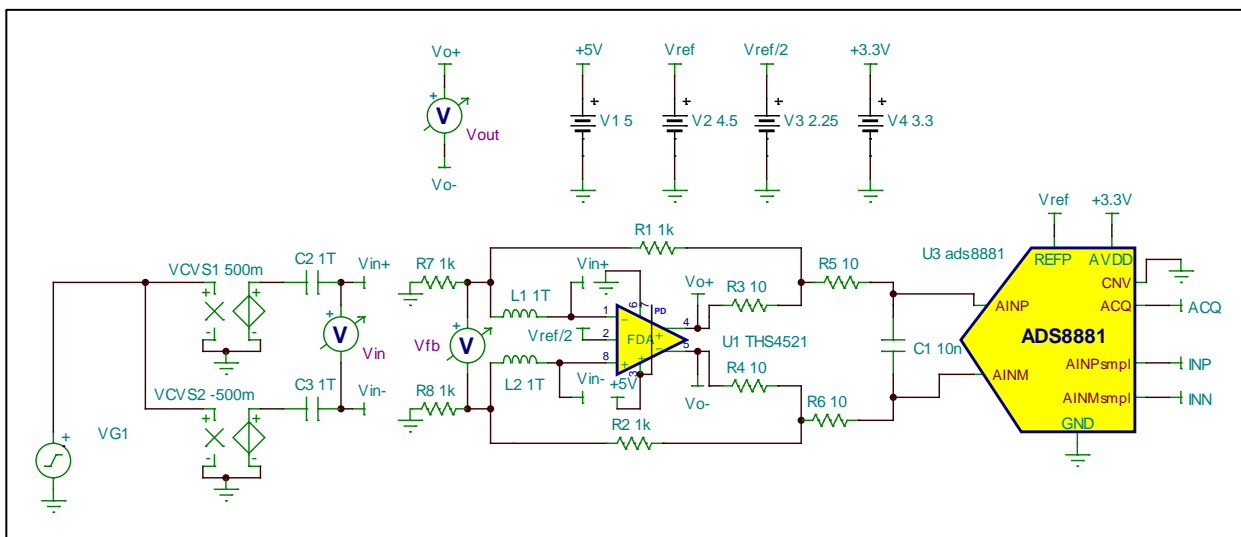 Vo+
+5V
Vref
Vref/2
+3.3V
+
V
Vout
Vo-
+
V1 5
+
V2 4.5
+
V3 2.25
+
V4 3.3
Vref
+3.3V
R1 1k
U3 ads8881
REFP
AVDD
CNV
ACQ
ACQ
VCVS1 500m
C2 1T
Vin+
R7 1k
Vin+
Vo+
R5 10
L1 1T
R3 10
AINP
ADS8881
+
+
-
-
+
V
Vin
+
V
Vfb
Vref/2
1
2
8
6
7
PD
4
5
3
−
+
+
−
FDA
U1 THS4521
C1 10n
AINPsmpl
INP
AINM
AINMsmpl
INN
L2 1T
Vin-
+5V
Vo-
R4 10
VCVS2 -500m
C3 1T
Vin-
R8 1k
R6 10
GND
+
+
-
-
R2 1k
VG1
+